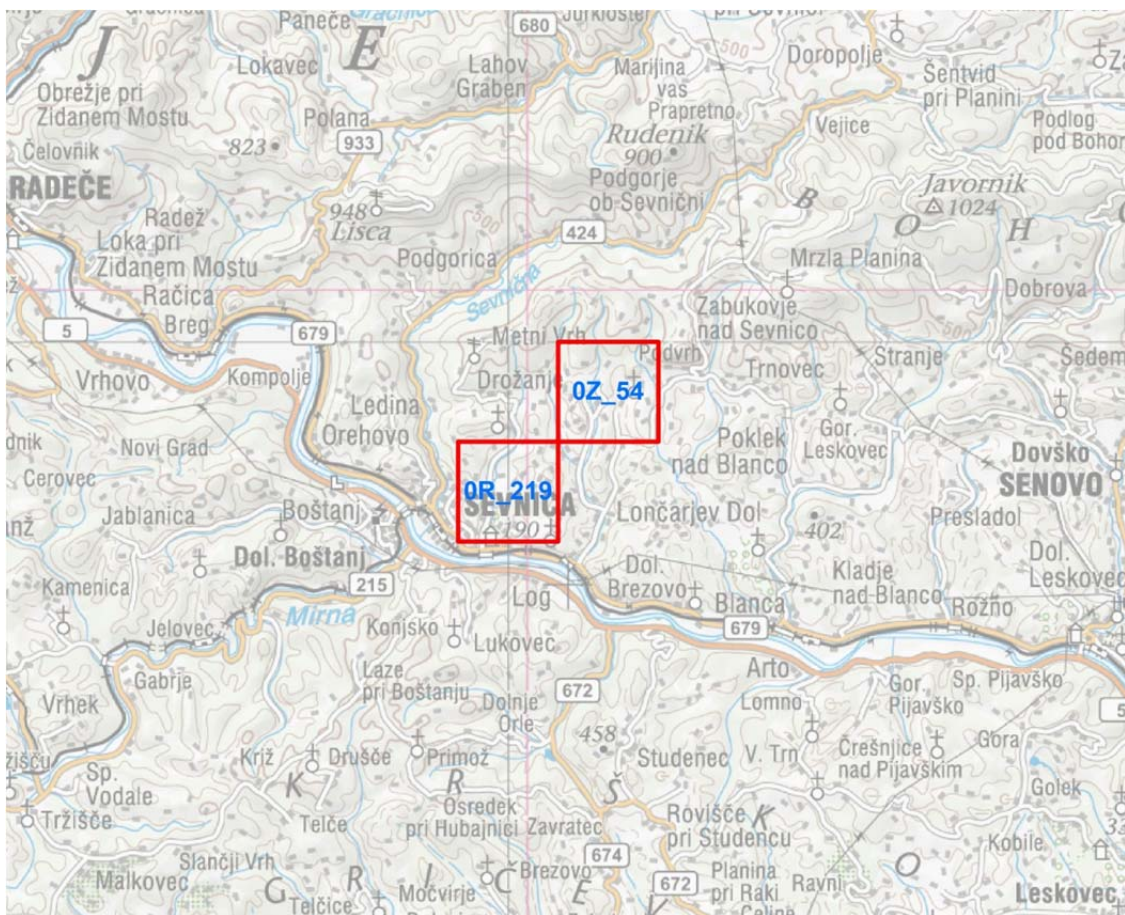 680
Jurklošter
Paneče
J
E
Lokavec
Lahov
Graben
Marijina
vas
Prapretno
Doropolje
Šentvid
pri Planini
Obrežje pri
Zidanem Mostu
Polana
Rudenik
900
Vejice
Podlog
pod Bohor
Čelovnik
823
933
RADEČE
Podgorje
ob Sevnični
Javornik
1024
B
O
H
Radež
948
Lisca
500
Loka pri
Zidanem Mostu
Podgorica
424
Mrzla Planina
Račica
Sevnična
Dobrova
5
Breg
679
Zabukovje
nad Sevnico
Metni Vrh
500
Podvrh
Stranje
Vrhovo
Kompolje
Drožanje
Trnovec
0Z_54
Ledina
Orehovo
Novi Grad
Gor.
Leskovec
Poklek
nad Blanco
Dovško
SENOVO
Cerovec
0R_219
SEVNICA
190
Jablanica
Boštanj
Lončarjev Dol
402
Presladol
Dol. Boštanj
Dol.
Brezovo
Dol.
Leskovec
Kamenica
215
Kladje
nad Blanco
Mirna
Log
Blanca
Rožno
679
Jelovec
Konjsko
Lukovec
Arto
Gabrje
Laze
pri Boštanju
672
Gor.
Pijavško
Sp. Pijavško
Vrhek
Dolnje
Orle
Lomno
5
458
Križ
Drušče
Primož
Studenec
V. Trn
Črešnjice
nad Pijavškim
Gora
Sp.
Vodale
K
R
Š
Golek
Tržišče
Telče
Osredek
pri Hubajnici
Zavratec
Rovišče
pri Studencu
K
Kobile
Slančji Vrh
674
Planina
pri Raki
O
Malkovec
G
R
I
Č
Brezovo
E
672
Ravni
Telčice
Močvirje
V
Leskovec